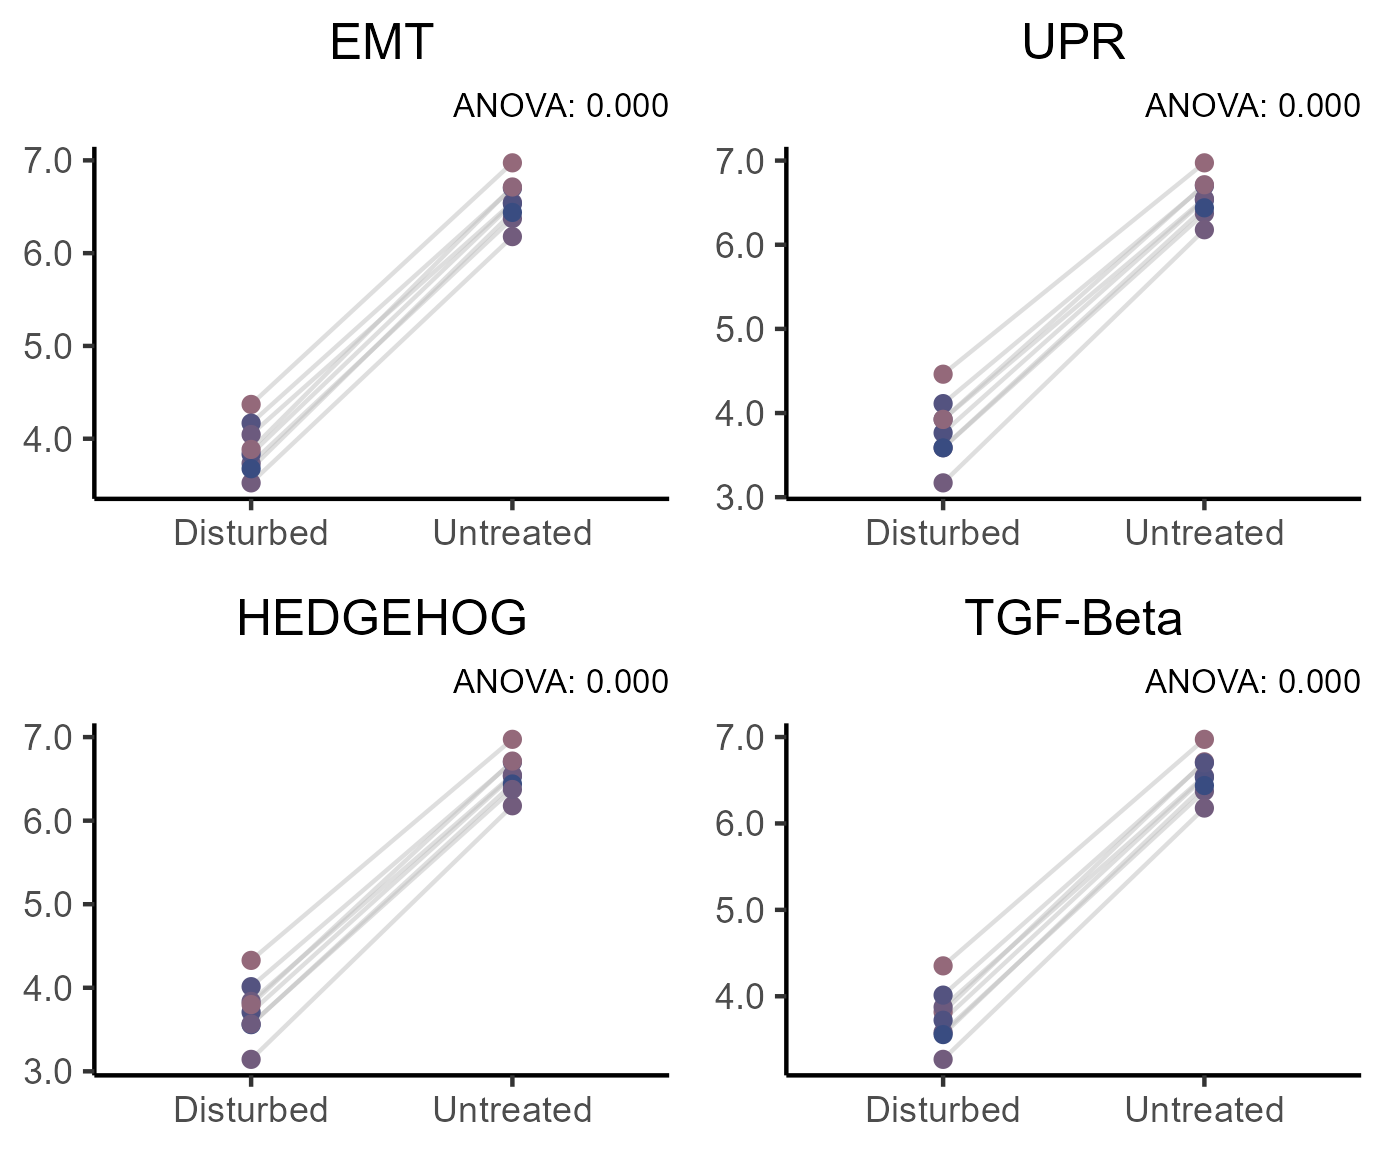 EMT
ANOVA: 0.000
7.0
6.0
5.0
4.0
Disturbed Untreated
UPR
ANOVA: 0.000
7.0
6.0
5.0
4.0
3.0
Disturbed Untreated
HEDGEHOG
ANOVA: 0.000
7.0
6.0
5.0
4.0
3.0
Disturbed Untreated
TGF-Beta
ANOVA: 0.000
7.0
6.0
5.0
4.0
Disturbed Untreated